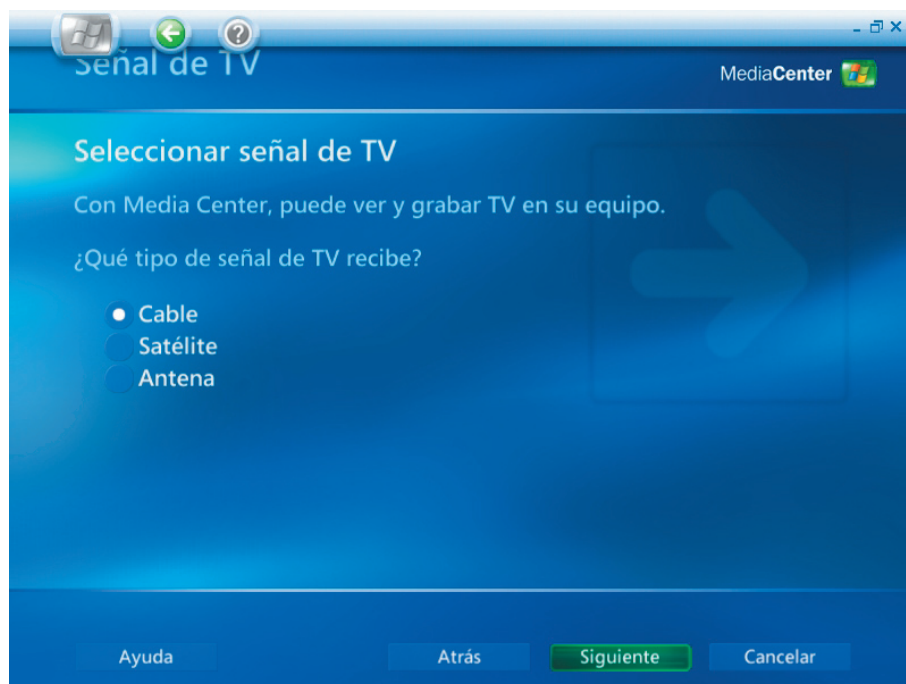 Señal de TV
MediaCenter
Seleccionar señal de TV
Con Media Center, puede ver y grabar TV en su equipo.
¿Qué tipo de señal de TV recibe?
Cable
Satélite
Antena
Ayuda
Atrás
Siguiente
Cancelar